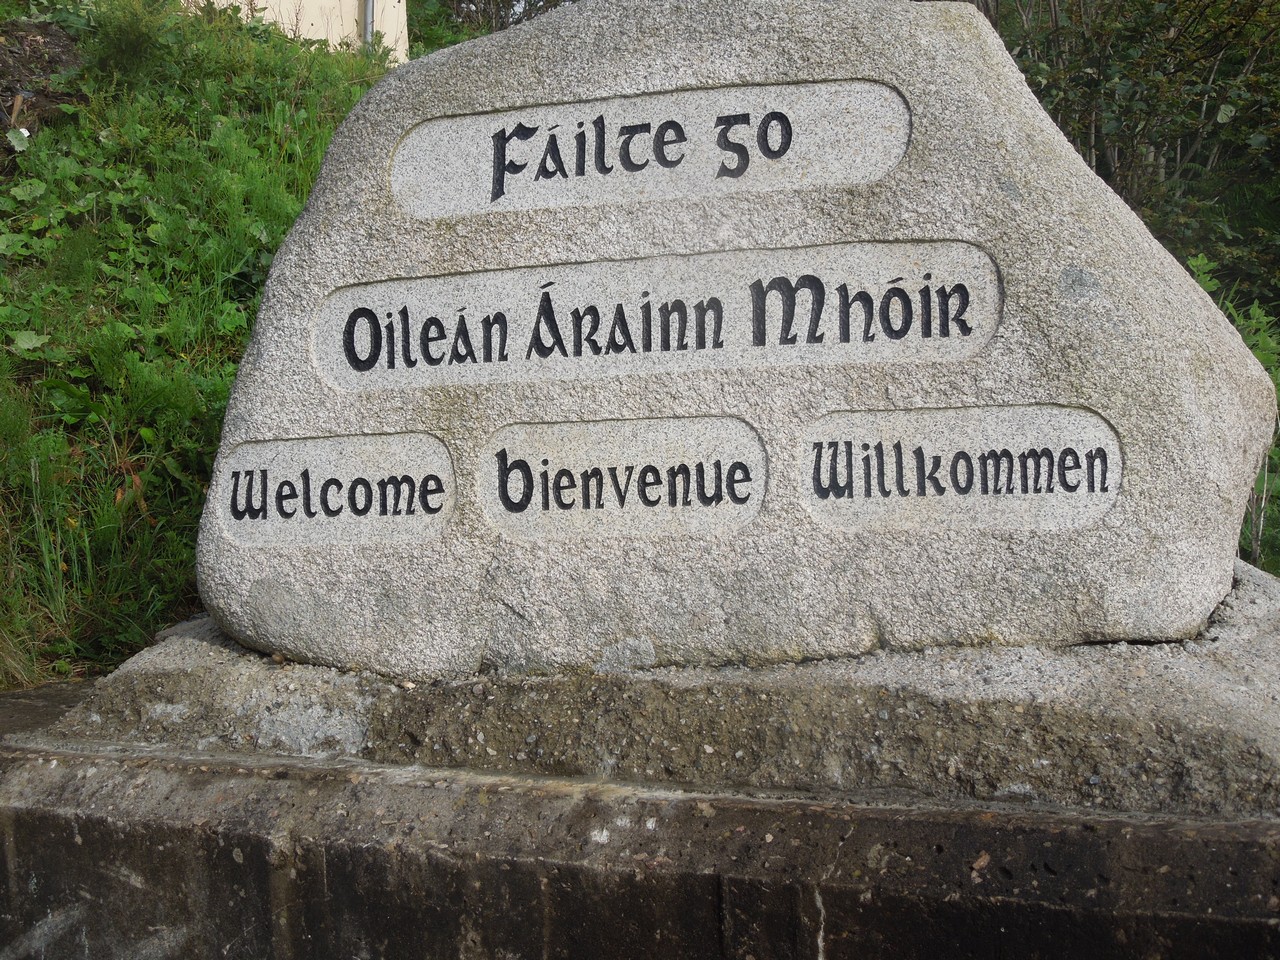 Fáilte go
Oileán Árainn Mhóir
Welcome bienvenue Willkommen